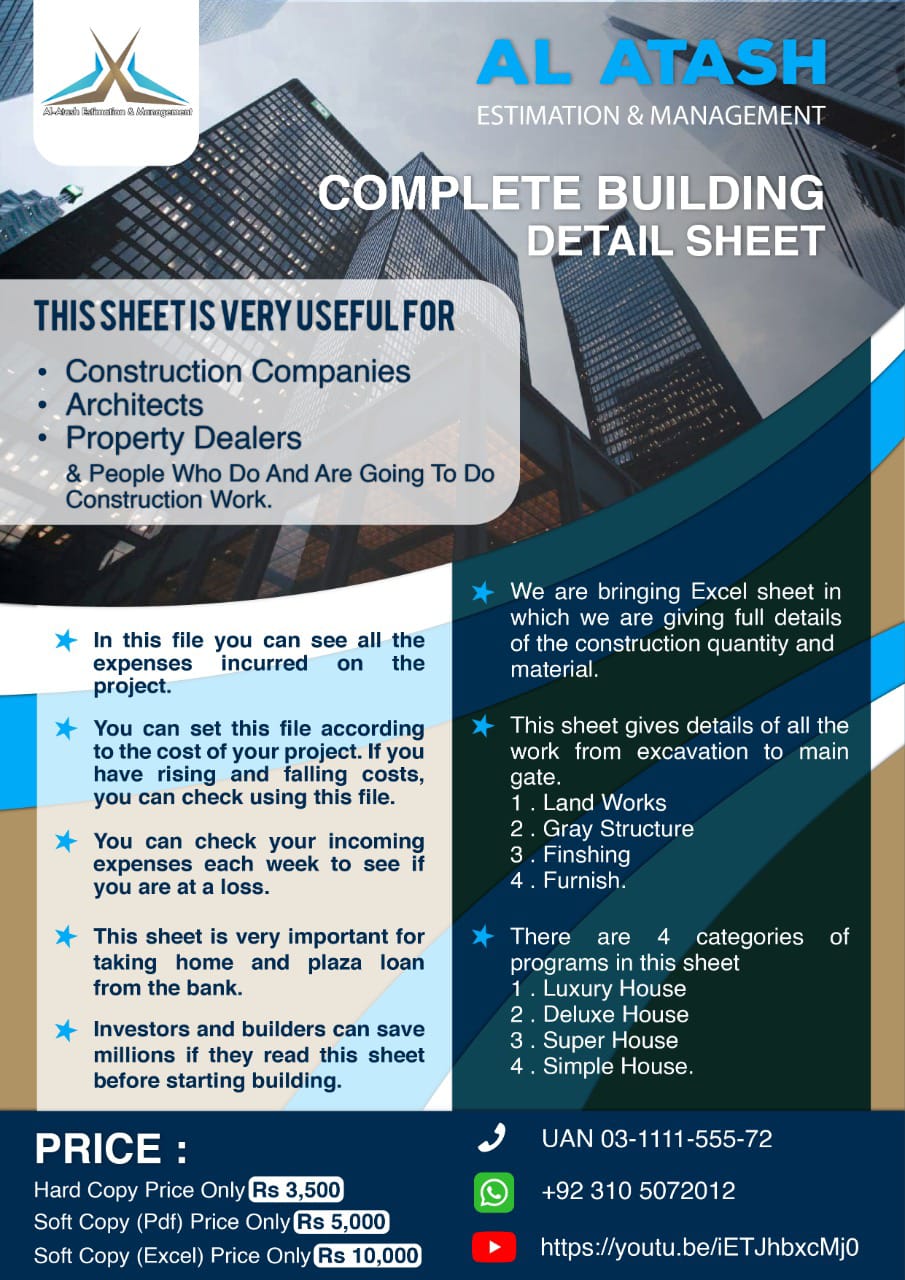 Al-Atash Estimation & Management
AL ATASH
ESTIMATION & MANAGEMENT
COMPLETE BUILDING
DETAIL SHEET
THIS SHEET IS VERY USEFUL FOR
• Construction Companies
• Architects
• Property Dealers
& People Who Do And Are Going To Do
Construction Work.
In this file you can see all the
expenses incurred on the
project.
You can set this file according
to the cost of your project. If you
have rising and falling costs,
you can check using this file.
You can check your incoming
expenses each week to see if
you are at a loss.
This sheet is very important for
taking home and plaza loan
from the bank.
Investors and builders can save
millions if they read this sheet
before starting building.
We are bringing Excel sheet in
which we are giving full details
of the construction quantity and
material.
This sheet gives details of all the
work from excavation to main
gate.
1 . Land Works
2 . Gray Structure
3 . Finshing
4 . Furnish.
There are 4 categories of
programs in this sheet
1 . Luxury House
2 . Deluxe House
3 . Super House
4 . Simple House.
PRICE :
Hard Copy Price Only Rs 3,500
Soft Copy (Pdf) Price Only Rs 5,000
Soft Copy (Excel) Price Only Rs 10,000
UAN 03-1111-555-72
+92 310 5072012
https://youtu.be/iETJhbxcMj0